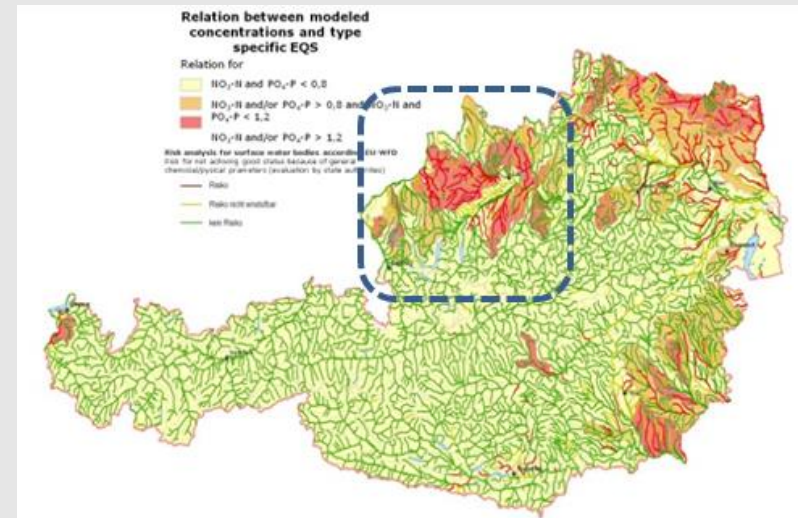 Relation between modeled
concentrations and type
specific EQS
Relation for
NO₃-N and PO₄-P < 0,8
NO₃-N and/or PO₄-P > 0,8 and NO₃-N and
PO₄-P < 1,2
NO₃-N and/or PO₄-P > 1,2
Risk analysis for surface water bodies according EU WFD
Risk for not achieving good status because of general
chemical/pysical prameters (evaluation by state
Risiko
Risiko nicht einstufbar
kein Risiko